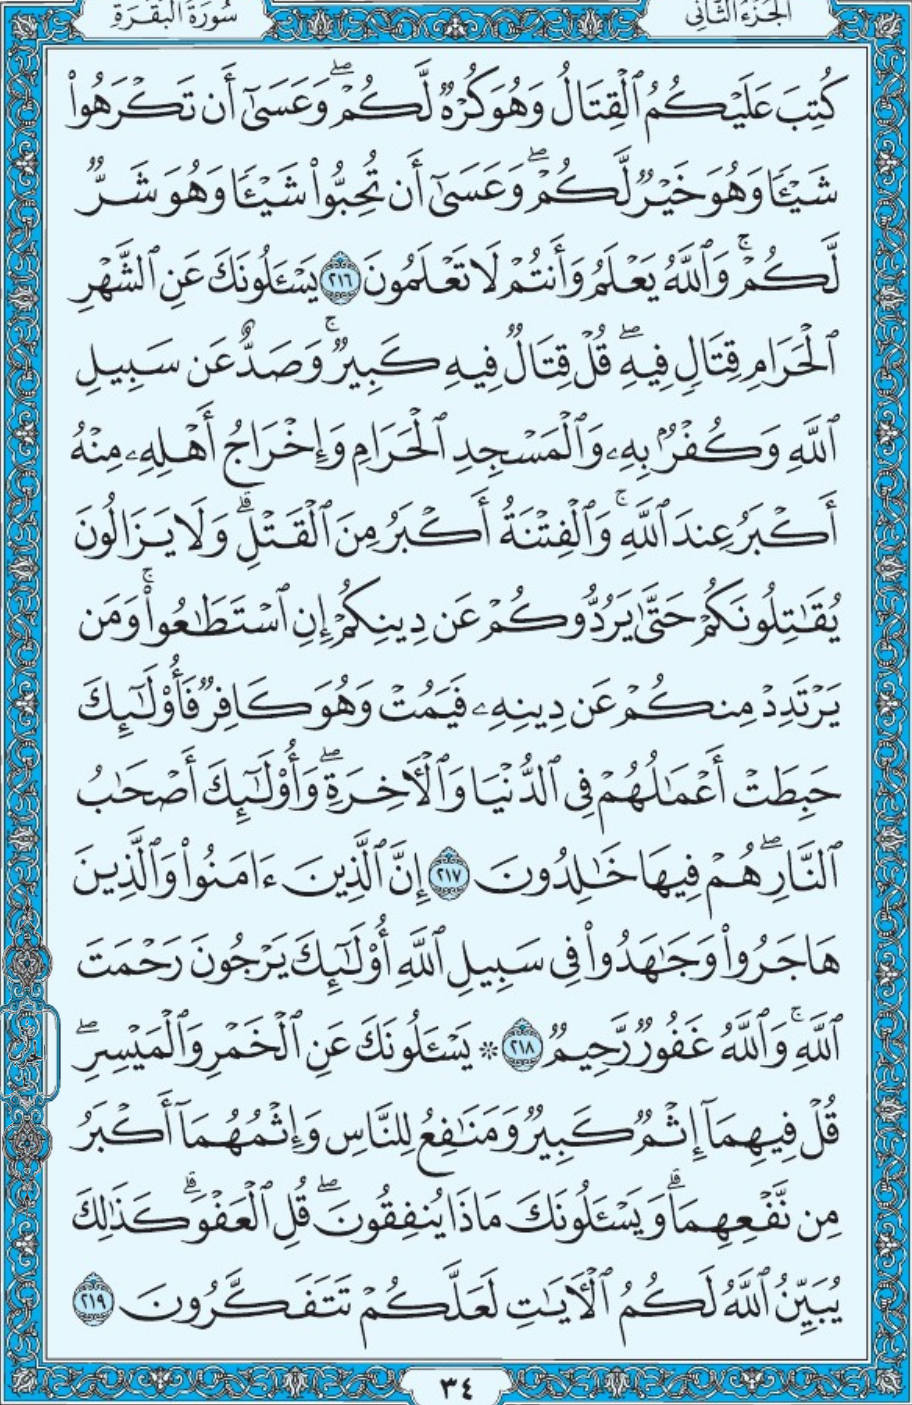 الجزء الثاني
سورة البقرة
كُتِبَ عَلَيْكُمُ ٱلْقِتَالُ وَهُوَ كُرْهٌ لَّكُمْ ۖ وَعَسَىٰٓ أَن تَكْرَهُوا۟
شَيْـًٔا وَهُوَ خَيْرٌ لَّكُمْ ۖ وَعَسَىٰٓ أَن تُحِبُّوا۟ شَيْـًٔا وَهُوَ شَرٌّ
لَّكُمْ ۗ وَٱللَّهُ يَعْلَمُ وَأَنتُمْ لَا تَعْلَمُونَ ٢١٦ يَسْـَٔلُونَكَ عَنِ ٱلشَّهْرِ
ٱلْحَرَامِ قِتَالٍ فِيهِ ۖ قُلْ قِتَالٌ فِيهِ كَبِيرٌ ۚ وَصَدٌّ عَن سَبِيلِ
ٱللَّهِ وَكُفْرٌۢ بِهِۦ وَٱلْمَسْجِدِ ٱلْحَرَامِ وَإِخْرَاجُ أَهْلِهِۦ مِنْهُ
أَكْبَرُ عِندَ ٱللَّهِ ۚ وَٱلْفِتْنَةُ أَكْبَرُ مِنَ ٱلْقَتْلِ ۗ وَلَا يَزَالُونَ
يُقَـٰتِلُونَكُمْ حَتَّىٰ يَرُدُّوكُمْ عَن دِينِكُمْ إِنِ ٱسْتَطَـٰعُوا۟ ۚ وَمَن
يَرْتَدِدْ مِنكُمْ عَن دِينِهِۦ فَيَمُتْ وَهُوَ كَافِرٌ فَأُو۟لَـٰٓئِكَ
حَبِطَتْ أَعْمَـٰلُهُمْ فِى ٱلدُّنْيَا وَٱلْـَٔاخِرَةِ ۖ وَأُو۟لَـٰٓئِكَ أَصْحَـٰبُ
ٱلنَّارِ ۖ هُمْ فِيهَا خَـٰلِدُونَ ٢١٧ إِنَّ ٱلَّذِينَ ءَامَنُوا۟ وَٱلَّذِينَ
هَاجَرُوا۟ وَجَـٰهَدُوا۟ فِى سَبِيلِ ٱللَّهِ أُو۟لَـٰٓئِكَ يَرْجُونَ رَحْمَتَ
ٱللَّهِ ۚ وَٱللَّهُ غَفُورٌ رَّحِيمٌ ٢١٨ ۞ يَسْـَٔلُونَكَ عَنِ ٱلْخَمْرِ وَٱلْمَيْسِرِ ۖ
قُلْ فِيهِمَآ إِثْمٌ كَبِيرٌ وَمَنَـٰفِعُ لِلنَّاسِ وَإِثْمُهُمَآ أَكْبَرُ
مِن نَّفْعِهِمَا ۗ وَيَسْـَٔلُونَكَ مَاذَا يُنفِقُونَ ۖ قُلِ ٱلْعَفْوَ ۗ كَذَٰلِكَ
يُبَيِّنُ ٱللَّهُ لَكُمُ ٱلْـَٔايَـٰتِ لَعَلَّكُمْ تَتَفَكَّرُونَ ٢١٩
٣٤